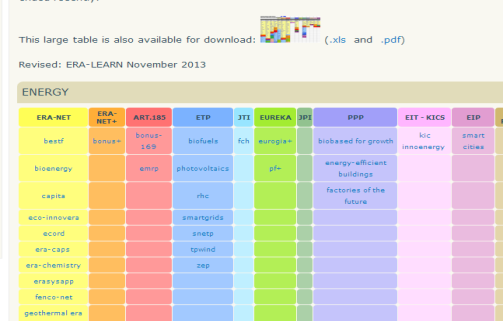 This large table is also available for download: (.xls and .pdf)
Revised: ERA-LEARN November 2013
ENERGY
ERA-NET ERA-NET+ ART.185 ETP JTI EUREKA JPI PPP EIT - KICS EIP
bestf bonus+ bonus-169 biofuels fch eurogia+ biobased for growth kic innoenergy smart cities
bioenergy emrp photovoltaics pf+ energy-efficient buildings
capita rhc factories of the future
eco-innovera smartgrids
ecord snetp
era-caps tpwind
era-chemistry zep
erasysapp
fenco-net
geothermal era